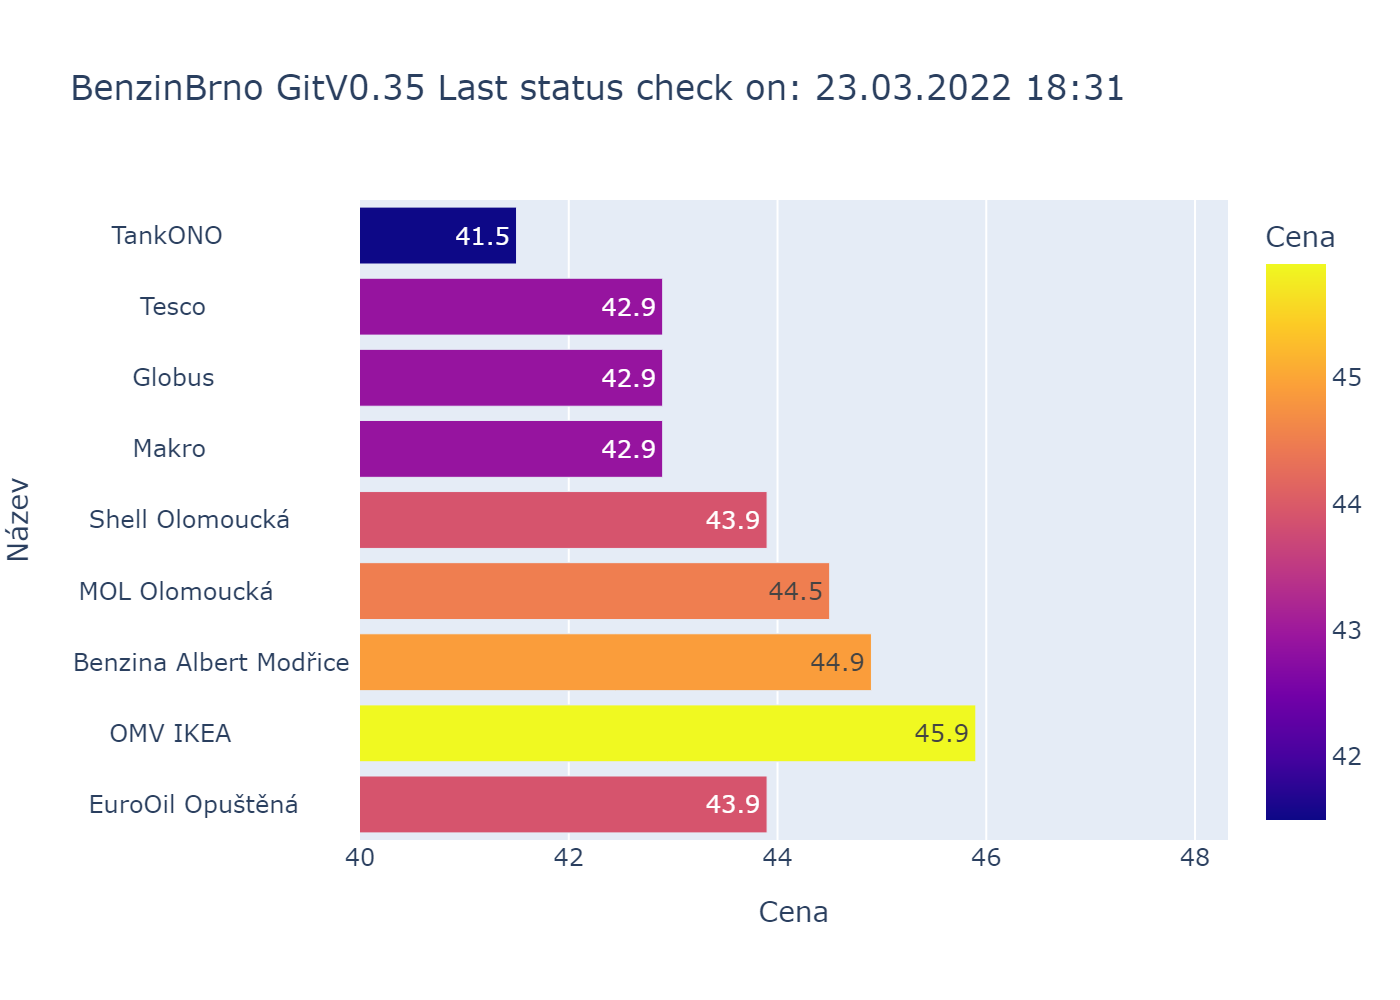 BenzinBrno GitV0.35 Last status check on: 23.03.2022 18:31
Název
TankONO 41.5
Tesco 42.9
Globus 42.9
Makro 42.9
Shell Olomoucká 43.9
MOL Olomoucká 44.5
Benzina Albert Modřice 44.9
OMV IKEA 45.9
EuroOil Opuštěná 43.9
40 42 44 46 48
Cena
Cena
45
44
43
42